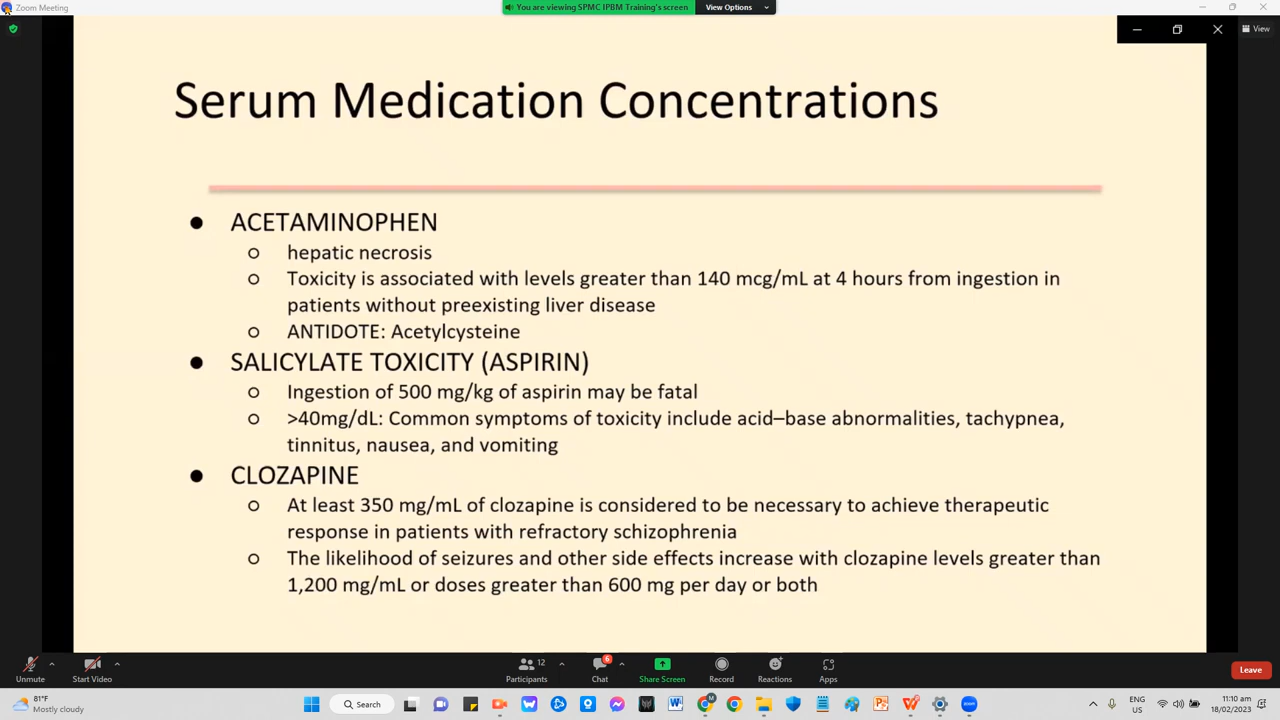 Zoom Meeting
You are viewing SPMC IPBM Training's screen
View Options
View
Serum Medication Concentrations
● ACETAMINOPHEN
○ hepatic necrosis
○ Toxicity is associated with levels greater than 140 mcg/mL at 4 hours from ingestion in
patients without preexisting liver disease
○ ANTIDOTE: Acetylcysteine
● SALICYLATE TOXICITY (ASPIRIN)
○ Ingestion of 500 mg/kg of aspirin may be fatal
○ >40mg/dL: Common symptoms of toxicity include acid–base abnormalities, tachypnea,
tinnitus, nausea, and vomiting
● CLOZAPINE
○ At least 350 mg/mL of clozapine is considered to be necessary to achieve therapeutic
response in patients with refractory schizophrenia
○ The likelihood of seizures and other side effects increase with clozapine levels greater than
1,200 mg/mL or doses greater than 600 mg per day or both
Unmute
Start Video
12
Participants
6
Chat
Share Screen
Record
Reactions
Apps
Leave
81°F
Mostly cloudy
Search
ENG
US
11:10 am
18/02/2023